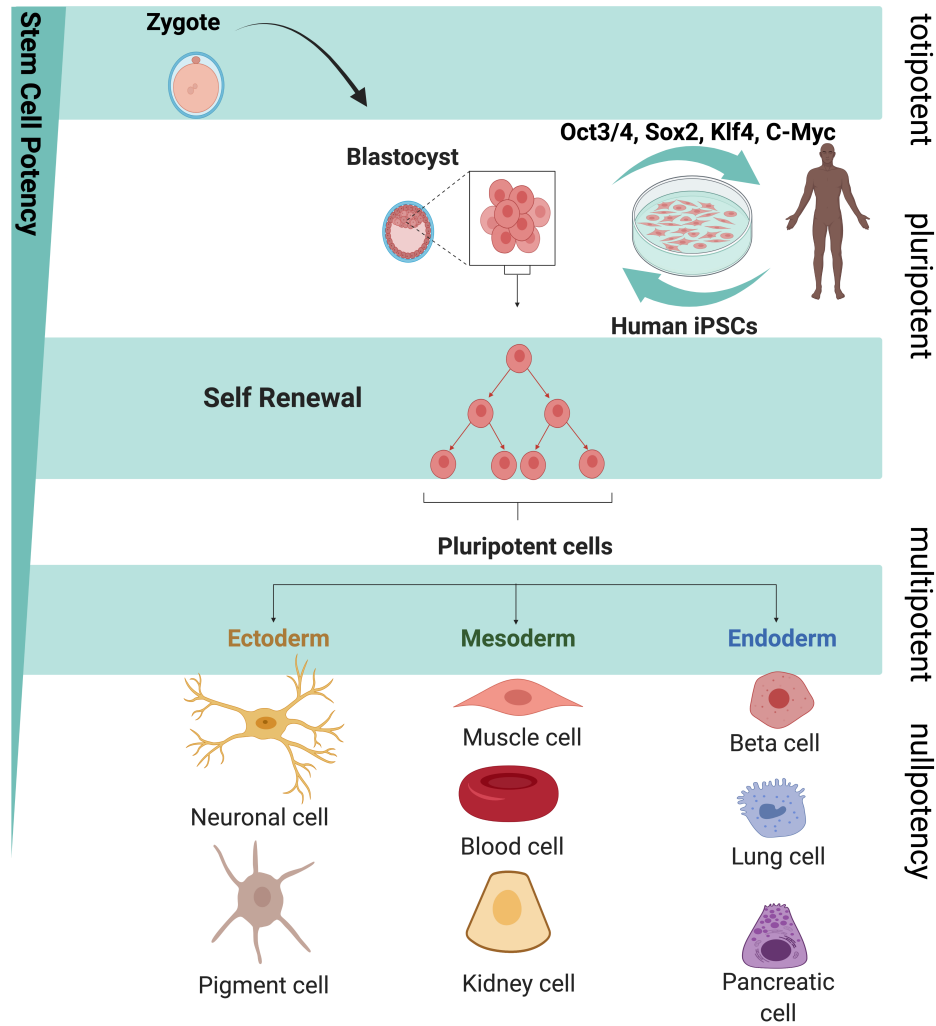 Stem Cell Potency
Zygote
totipotent
Oct3/4, Sox2, Klf4, C-Myc
Blastocyst
pluripotent
Human iPSCs
Self Renewal
Pluripotent cells
multipotent
Ectoderm
Mesoderm
Endoderm
nullpotency
Muscle cell
Beta cell
Neuronal cell
Blood cell
Lung cell
Pigment cell
Kidney cell
Pancreatic
cell